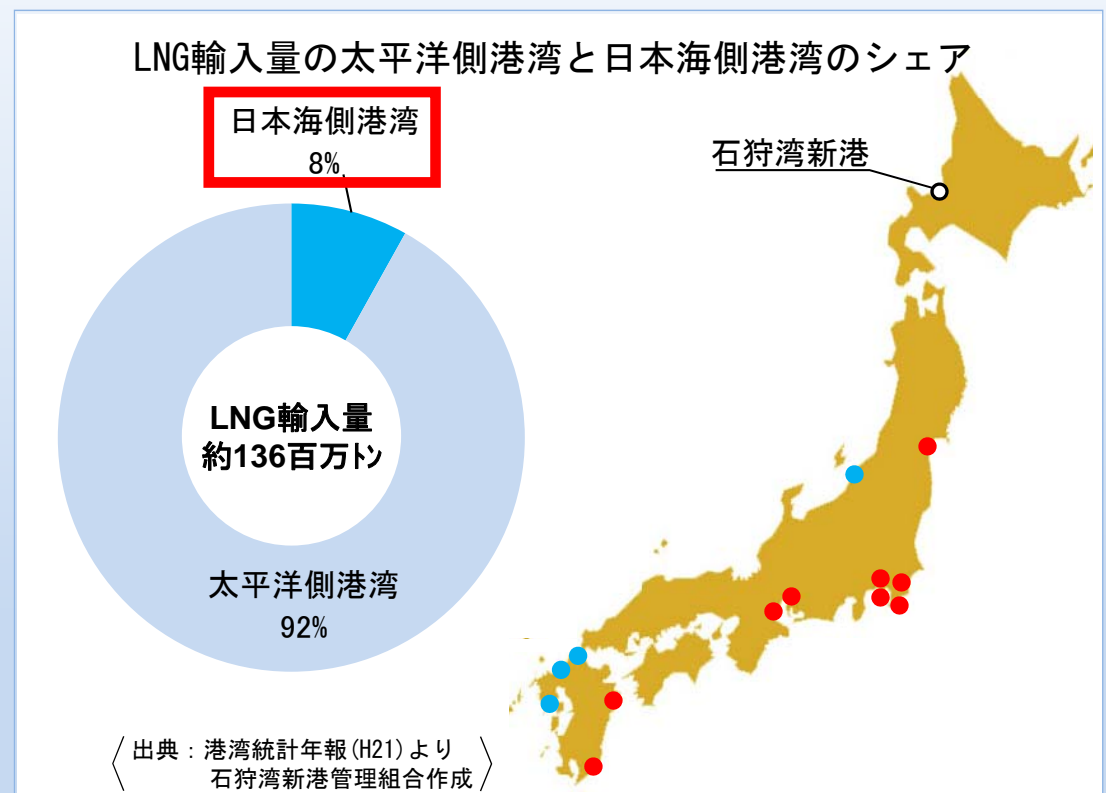 LNG輸入量の太平洋側港湾と日本海側港湾のシェア
日本海側港湾
8%
石狩湾新港
LNG輸入量
約136百万㌧
太平洋側港湾
92%
出典：港湾統計年報(H21)より
石狩湾新港管理組合作成